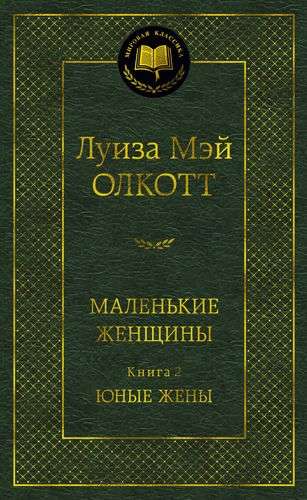 МИРОВАЯ КЛАССИКА
Луиза Мэй
ОЛКОТТ
МАЛЕНЬКИЕ
ЖЕНЩИНЫ
Книга 2
ЮНЫЕ ЖЕНЫ